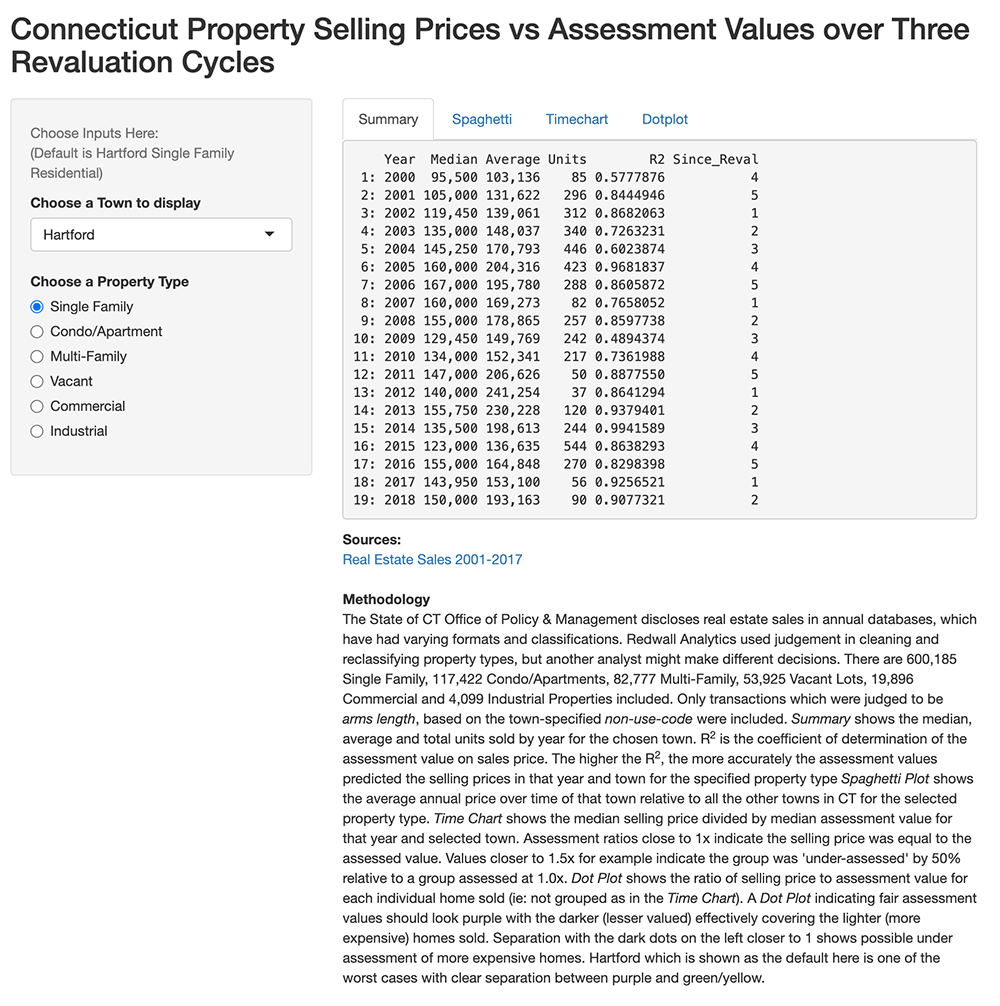 Connecticut Property Selling Prices vs Assessment Values over Three
Revaluation Cycles
Choose Inputs Here:
(Default is Hartford Single Family
Residential)
Choose a Town to display
Hartford
Choose a Property Type
Single Family
Condo/Apartment
Multi-Family
Vacant
Commercial
Industrial
Summary Spaghetti Timechart Dotplot
Year Median Average Units R2 Since_Reval
1: 2000 95,500 103,136 85 0.5777876 4
2: 2001 105,000 131,622 296 0.8444946 5
3: 2002 119,450 139,061 312 0.8682063 1
4: 2003 135,000 148,037 340 0.7263231 2
5: 2004 145,250 170,793 446 0.6023874 3
6: 2005 160,000 204,316 423 0.9681837 4
7: 2006 167,000 195,780 288 0.8605872 5
8: 2007 160,000 169,273 82 0.7658052 1
9: 2008 155,000 178,865 257 0.8597738 2
10: 2009 129,450 149,769 242 0.4894374 3
11: 2010 134,000 152,341 217 0.7361988 4
12: 2011 147,000 206,626 50 0.8877550 5
13: 2012 140,000 241,254 37 0.8641294 1
14: 2013 155,750 230,228 120 0.9379401 2
15: 2014 135,500 198,613 244 0.9941589 3
16: 2015 123,000 136,635 544 0.8638293 4
17: 2016 155,000 164,848 270 0.8298398 5
18: 2017 143,950 153,100 56 0.9256521 1
19: 2018 150,000 193,163 90 0.9077321 2
Sources:
Real Estate Sales 2001-2017
Methodology
The State of CT Office of Policy & Management discloses real estate sales in annual databases, which
have had varying formats and classifications. Redwall Analytics used judgement in cleaning and
reclassifying property types, but another analyst might make different decisions. There are 600,185
Single Family, 117,422 Condo/Apartments, 82,777 Multi-Family, 53,925 Vacant Lots, 19,896
Commercial and 4,099 Industrial Properties included. Only transactions which were judged to be
arms length, based on the town-specified non-use-code were included. Summary shows the median,
average and total units sold by year for the chosen town. R² is the coefficient of determination of the
assessment value on sales price. The higher the R², the more accurately the assessment values
predicted the selling prices in that year and town for the specified property type Spaghetti Plot shows
the average annual price over time of that town relative to all the other towns in CT for the selected
property type. Time Chart shows the median selling price divided by median assessment value for
that year and selected town. Assessment ratios close to 1x indicate the selling price was equal to the
assessed value. Values closer to 1.5x for example indicate the group was 'under-assessed' by 50%
relative to a group assessed at 1.0x. Dot Plot shows the ratio of selling price to assessment value for
each individual home sold (ie: not grouped as in the Time Chart). A Dot Plot indicating fair assessment
values should look purple with the darker (lesser valued) effectively covering the lighter (more
expensive) homes sold. Separation with the dark dots on the left closer to 1 shows possible under
assessment of more expensive homes. Hartford which is shown as the default here is one of the
worst cases with clear separation between purple and green/yellow.